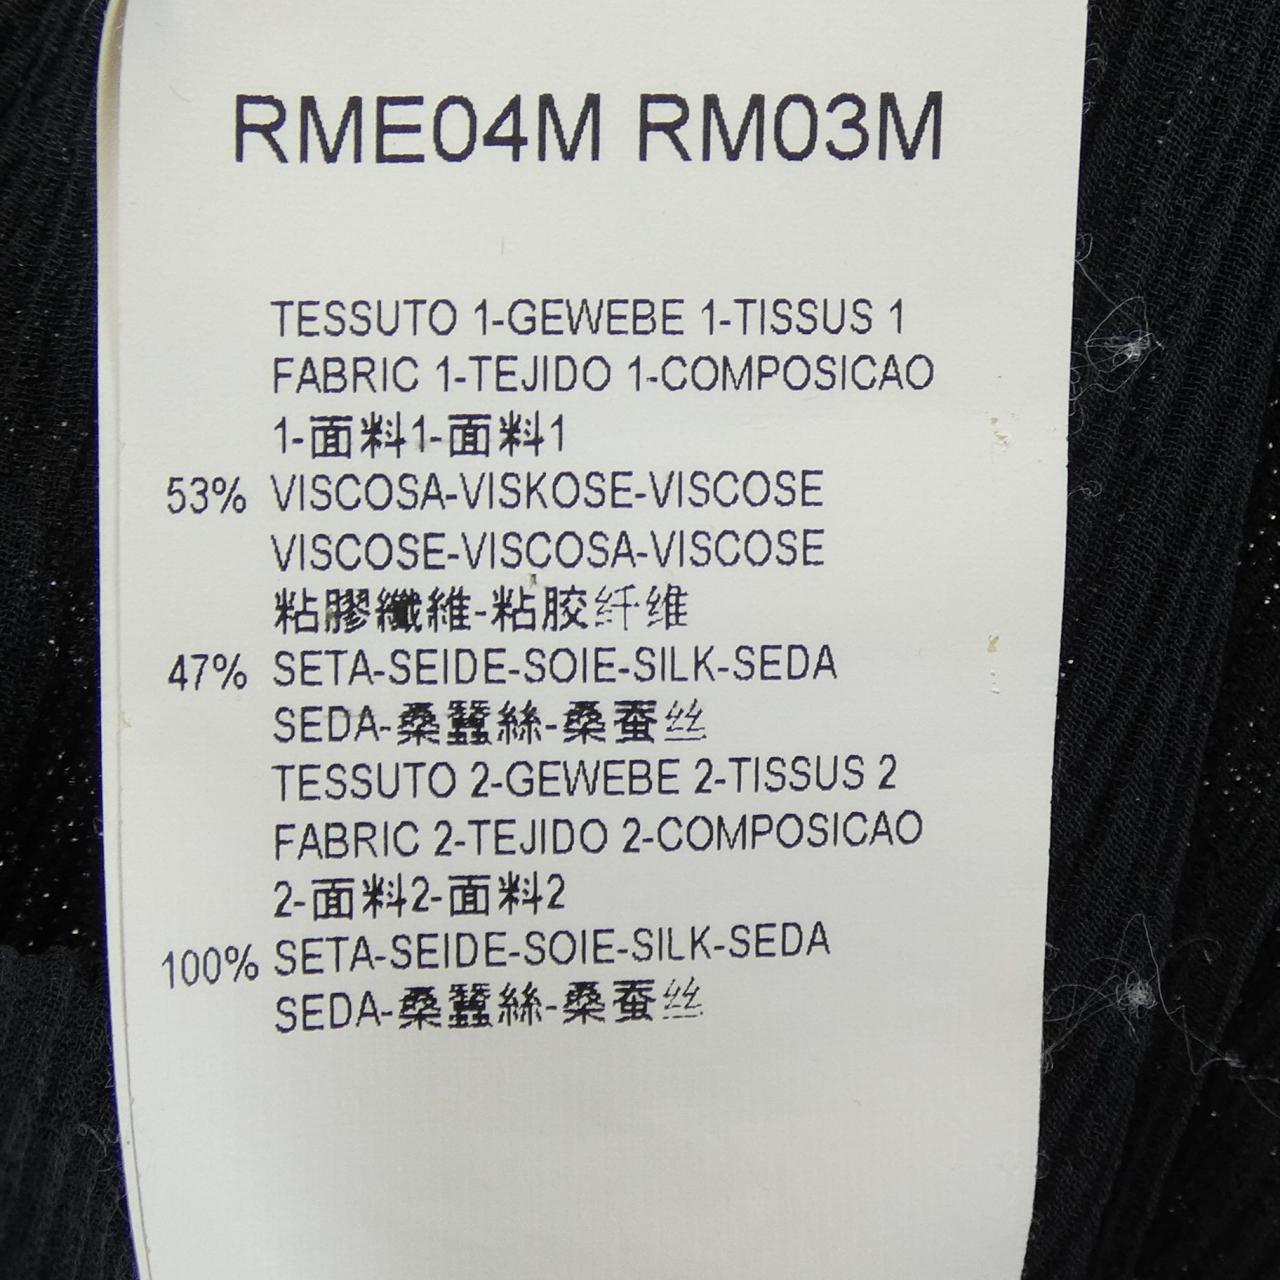 RME04M RM03M
TESSUTO 1-GEWEBE 1-TISSUS 1
FABRIC 1-TEJIDO 1-COMPOSICAO
1-面料1-面料1
53% VISCOSA-VISKOSE-VISCOSE
VISCOSE-VISCOSA-VISCOSE
粘膠纖維-粘胶纤维
47% SETA-SEIDE-SOIE-SILK-SEDA
SEDA-桑蠶絲-桑蚕丝
TESSUTO 2-GEWEBE 2-TISSUS 2
FABRIC 2-TEJIDO 2-COMPOSICAO
2-面料2-面料2
100% SETA-SEIDE-SOIE-SILK-SEDA
SEDA-桑蠶絲-桑蚕丝